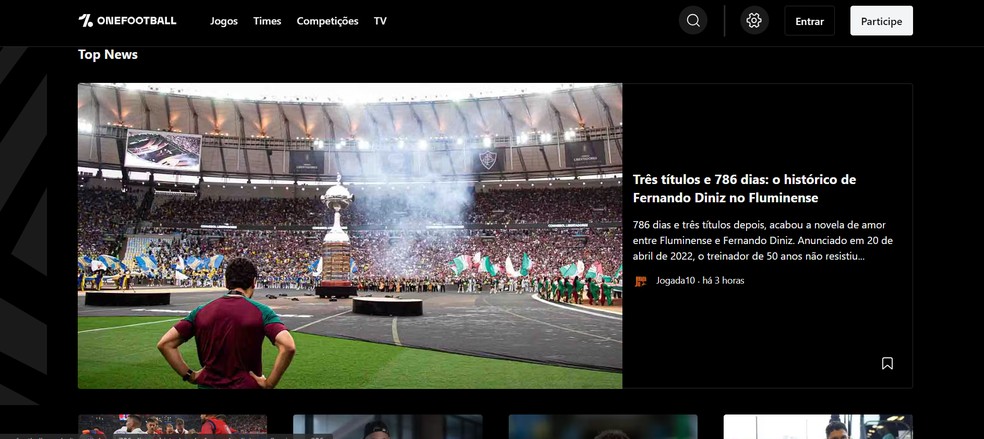 ONEFOOTBALL
Jogos Times Competições TV
Entrar
Participe
Top News
Três títulos e 786 dias: o histórico de
Fernando Diniz no Fluminense
786 dias e três títulos depois, acabou a novela de amor
entre Fluminense e Fernando Diniz. Anunciado em 20 de
abril de 2022, o treinador de 50 anos não resistiu...
Jogada10 · há 3 horas